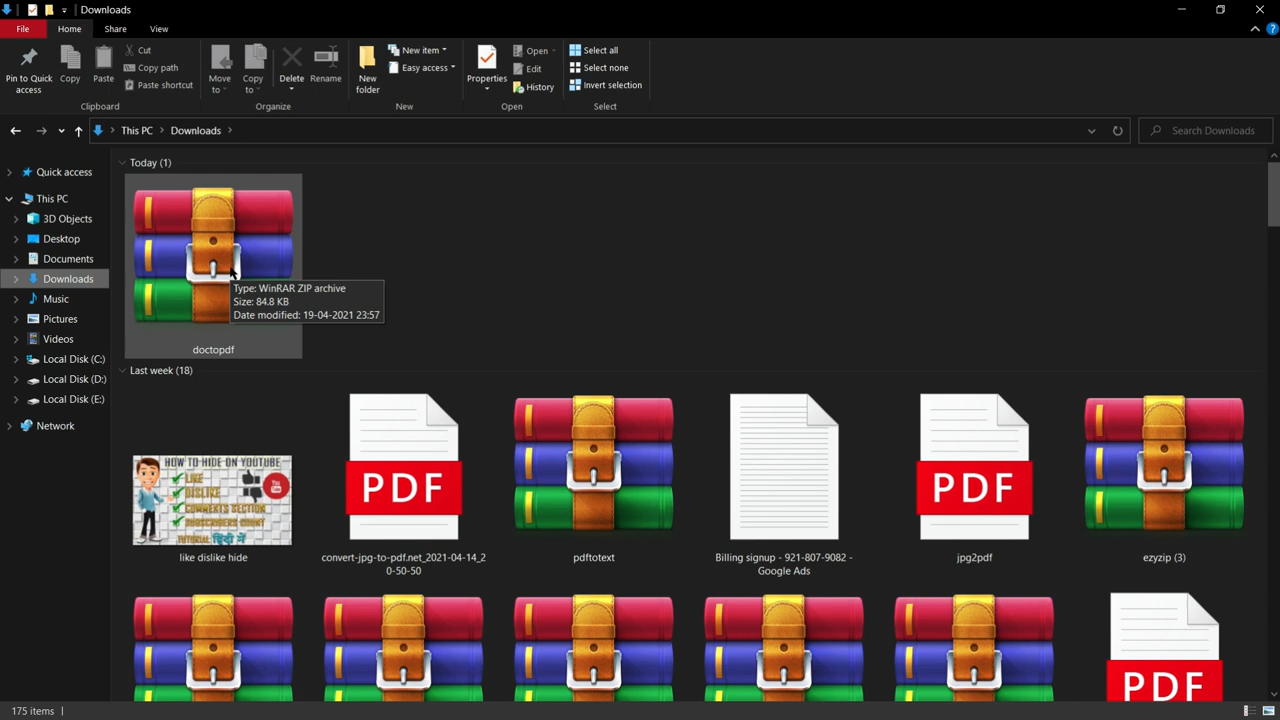 Downloads
File
Home
Share
View
Pin to Quick access
Copy
Paste
Cut
Copy path
Paste shortcut
Clipboard
Move to
Copy to
Delete
Rename
Organize
New folder
New item
Easy access
New
Properties
Open
Edit
History
Open
Select all
Select none
Invert selection
Select
This PC
Downloads
Search Downloads
Quick access
This PC
3D Objects
Desktop
Documents
Downloads
Music
Pictures
Videos
Local Disk (C:)
Local Disk (D:)
Local Disk (E:)
Network
Today (1)
Type: WinRAR ZIP archive
Size: 84.8 KB
Date modified: 19-04-2021 23:57
doctopdf
Last week (18)
HOW TO HIDE ON YOUTUBE
LIKE
DISLIKE
COMMENTS SECTION
SUBSCRIBERS COUNT
TUTORIAL हिंदी में
like dislike hide
PDF
convert-jpg-to-pdf.net_2021-04-14_2
0-50-50
pdftotext
Billing signup - 921-807-9082 -
Google Ads
PDF
jpg2pdf
ezyzip (3)
PDF
175 items